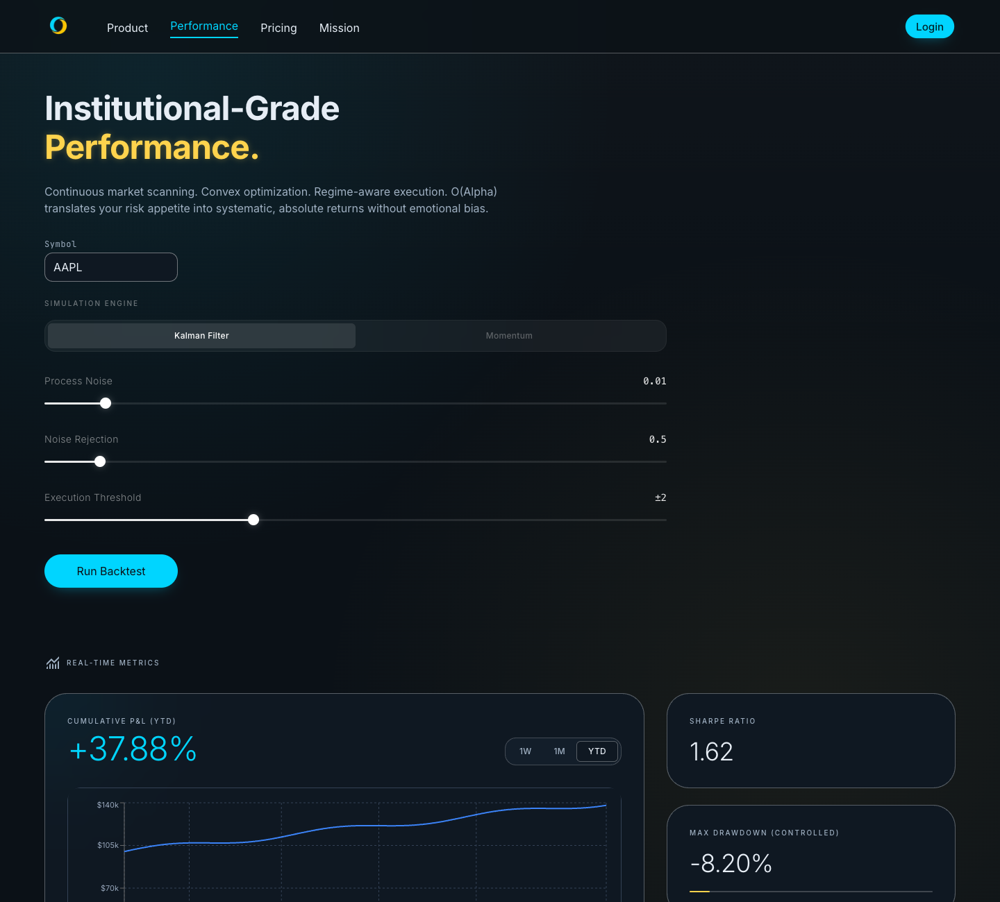 Product Performance Pricing Mission Login
Institutional-Grade
Performance.
Continuous market scanning. Convex optimization. Regime-aware execution. O(Alpha)
translates your risk appetite into systematic, absolute returns without emotional bias.
Symbol
AAPL
SIMULATION ENGINE
Kalman Filter Momentum
Process Noise 0.01
Noise Rejection 0.5
Execution Threshold ±2
Run Backtest
REAL-TIME METRICS
CUMULATIVE P&L (YTD)
+37.88%
1W 1M YTD
$140k
$105k
$70k
SHARPE RATIO
1.62
MAX DRAWDOWN (CONTROLLED)
-8.20%